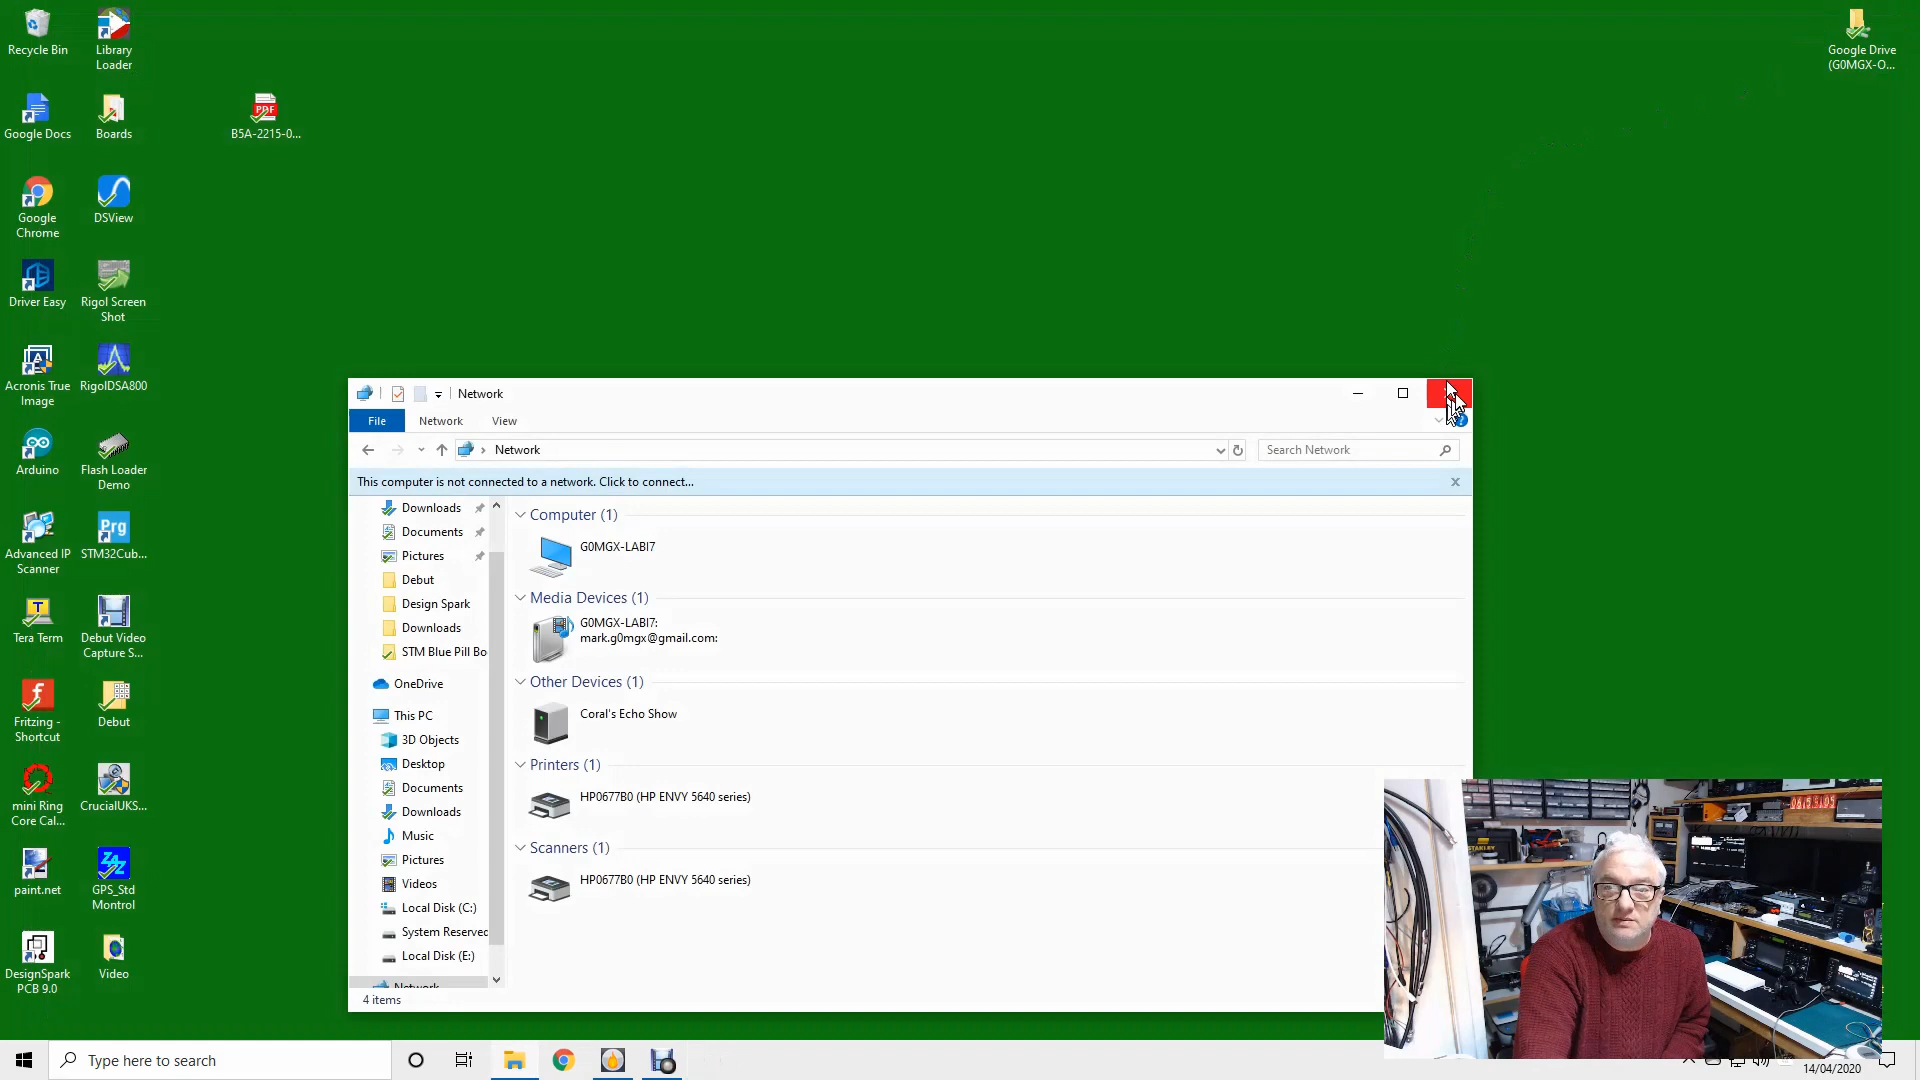 Recycle Bin
Library
Loader
Google Drive
(G0MGX-O...
Google Docs
Boards
PDF
B5A-2215-0...
Google
Chrome
DSView
Driver Easy
Rigol Screen
Shot
Acronis True
Image
RigolDSA800
Arduino
Flash Loader
Demo
Advanced IP
Scanner
Prg
STM32Cub...
Tera Term
Debut Video
Capture S...
Fritzing -
Shortcut
Debut
mini Ring
Core Cal...
CrucialUKS...
paint.net
GPS_Std
Montrol
DesignSpark
PCB 9.0
Video
Network
File
Network
View
Network
Search Network
This computer is not connected to a network. Click to connect...
Downloads
Documents
Pictures
Debut
Design Spark
Downloads
STM Blue Pill Bo
OneDrive
This PC
3D Objects
Desktop
Documents
Downloads
Music
Pictures
Videos
Local Disk (C:)
System Reserved
Local Disk (E:)
Network
Computer (1)
G0MGX-LABI7
Media Devices (1)
G0MGX-LABI7:
mark.g0mgx@gmail.com:
Other Devices (1)
Coral's Echo Show
Printers (1)
HP0677B0 (HP ENVY 5640 series)
Scanners (1)
HP0677B0 (HP ENVY 5640 series)
4 items
STANLEY
Type here to search
14/04/2020